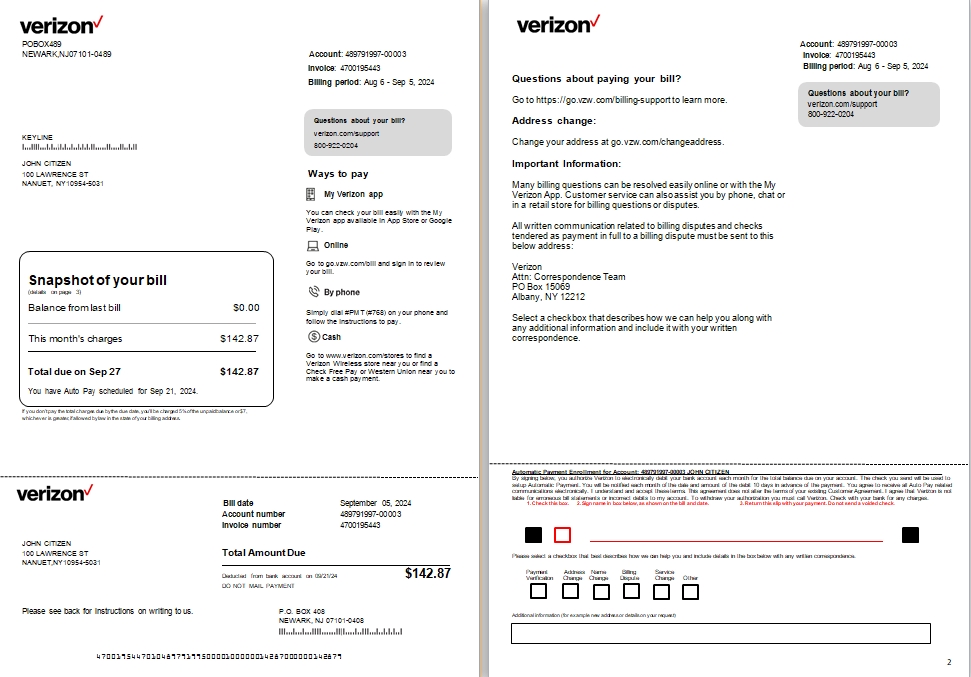 verizon
POBOX489
NEWARK,NJ07101-0489
Account: 489791997-00003
Invoice: 4700195443
Billing period: Aug 6 - Sep 5, 2024
Questions about your bill?
verizon.com/support
800-922-0204
KEYLINE
JOHN CITIZEN
100 LAWRENCE ST
NANUET, NY10954-5031
Ways to pay
My Verizon app
You can check your bill easily with the My
Verizon app available in App Store or Google
Play.
Online
Go to go.vzw.com/bill and sign in to review
your bill.
By phone
Simply dial #PMT (#768) on your phone and
follow the instructions to pay.
Cash
Go to www.verizon.com/stores to find a
Verizon Wireless store near you or find a
Check Free Pay or Western Union near you to
make a cash payment.
Snapshot of your bill
(details on page 3)
Balance from last bill $0.00
This month's charges $142.87
Total due on Sep 27 $142.87
You have Auto Pay scheduled for Sep 21, 2024.
If you don't pay the total charges due by the due date, you'll be charged 5% of the unpaid balance or $7,
whichever is greater, if allowed by law in the state of your billing address.
verizon
Bill date September 05, 2024
Account number 489791997-00003
Invoice number 4700195443
JOHN CITIZEN
100 LAWRENCE ST
NANUET,NY10954-5031
Total Amount Due
Deducted from bank account on 09/21/24
DO NOT MAIL PAYMENT
$142.87
Please see back for instructions on writing to us.
P.O. BOX 408
NEWARK, NJ 07101-0408
verizon
Account: 489791997-00003
Invoice: 4700195443
Billing period: Aug 6 - Sep 5, 2024
Questions about your bill?
verizon.com/support
800-922-0204
Questions about paying your bill?
Go to https://go.vzw.com/billing-support to learn more.
Address change:
Change your address at go.vzw.com/changeaddress.
Important Information:
Many billing questions can be resolved easily online or with the My
Verizon App. Customer service can also assist you by phone, chat or
in a retail store for billing questions or disputes.
All written communication related to billing disputes and checks
tendered as payment in full to a billing dispute must be sent to this
below address:
Verizon
Attn: Correspondence Team
PO Box 15069
Albany, NY 12212
Select a checkbox that describes how we can help you along with
any additional information and include it with your written
correspondence.
Automatic Payment Enrollment for Account: 489791997-00003 JOHN CITIZEN
By signing below, you authorize Verizon to electronically debit your bank account each month for the total balance due on your account. The check you send will be used to
setup Automatic Payment. You will be notified each month of the date and amount of the debit 10 days in advance of the payment. You agree to receive all Auto Pay related
communications electronically. I understand and accept these terms. This agreement does not alter the terms of your existing Customer Agreement. I agree that Verizon is not
liable for erroneous bill statements or incorrect debits to my account. To withdraw your authorization you must call Verizon. Check with your bank for any charges.
1. Check this box. 2. Sign name in box below, as shown on the bill and date. 3. Return this slip with your payment. Do not send a voided check.
Please select a checkbox that best describes how we can help you and include details in the box below with any written correspondence.
Payment Verification
Address Change
Name Change
Billing Dispute
Service Change
Other
Additional information (for example new address or details on your request)
2